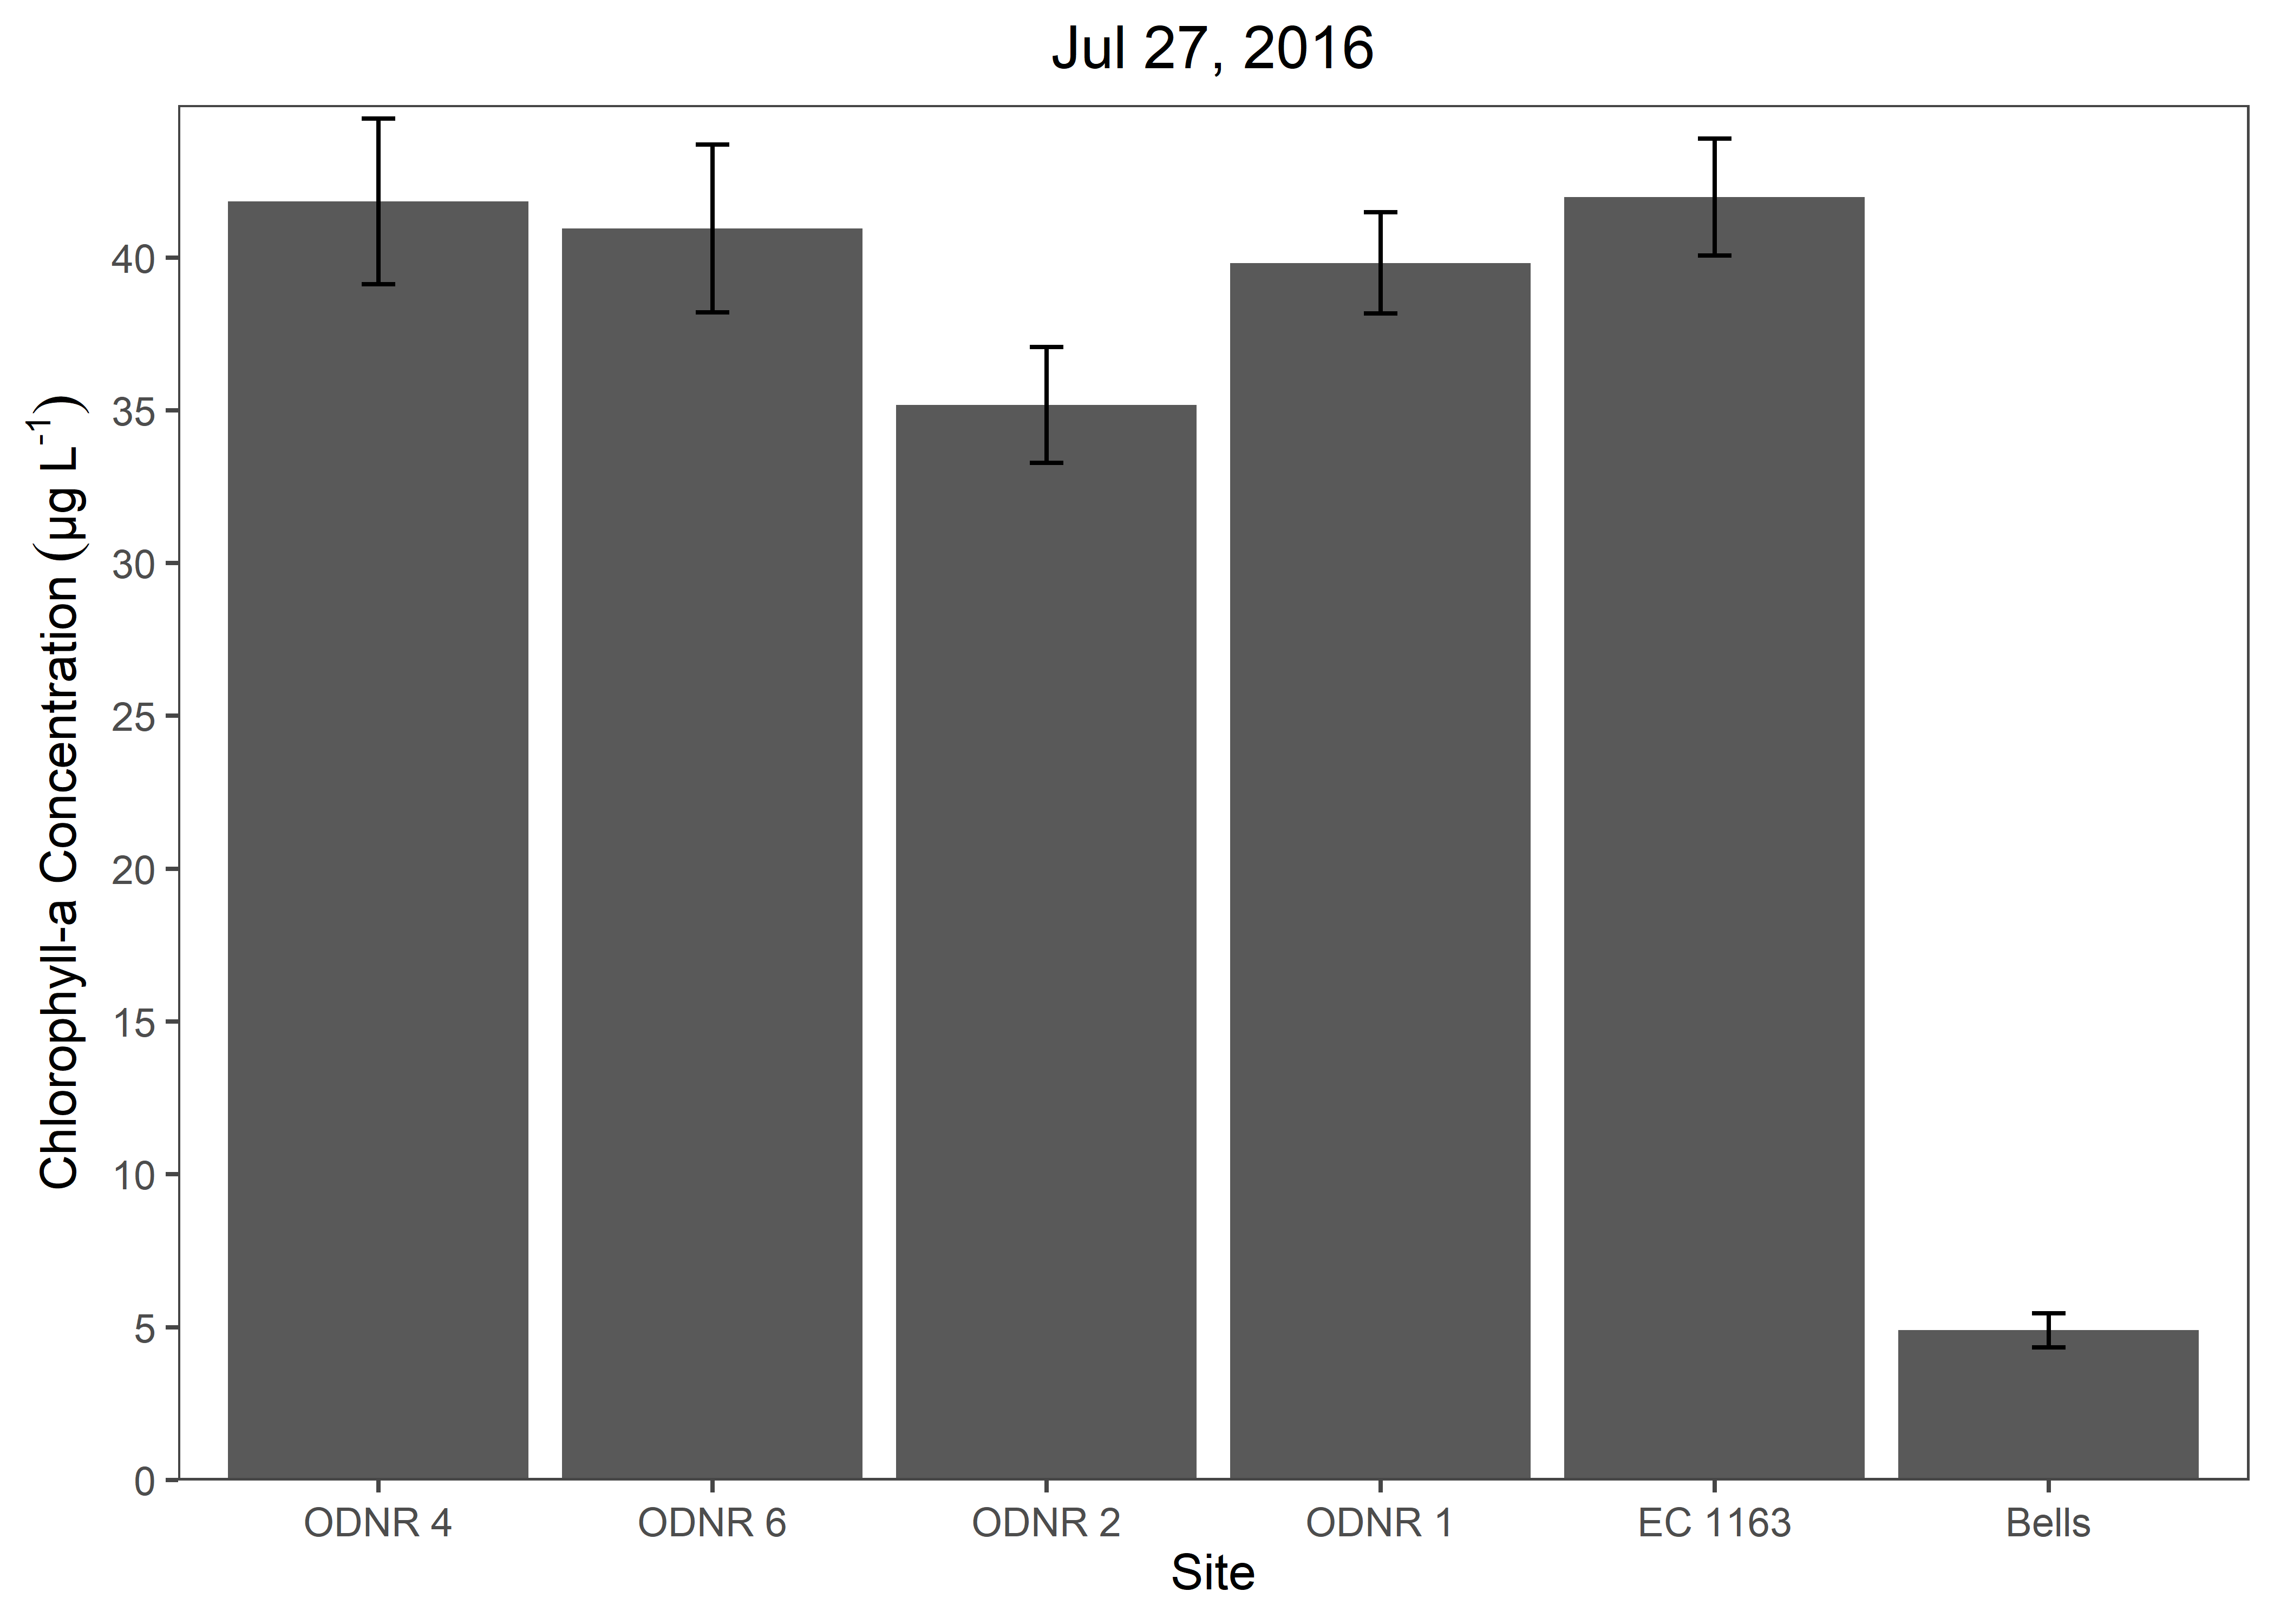 Jul 27, 2016
Chlorophyll-a Concentration (µg L⁻¹)
40
35
30
25
20
15
10
5
0
ODNR 4 ODNR 6 ODNR 2 ODNR 1 EC 1163 Bells
Site